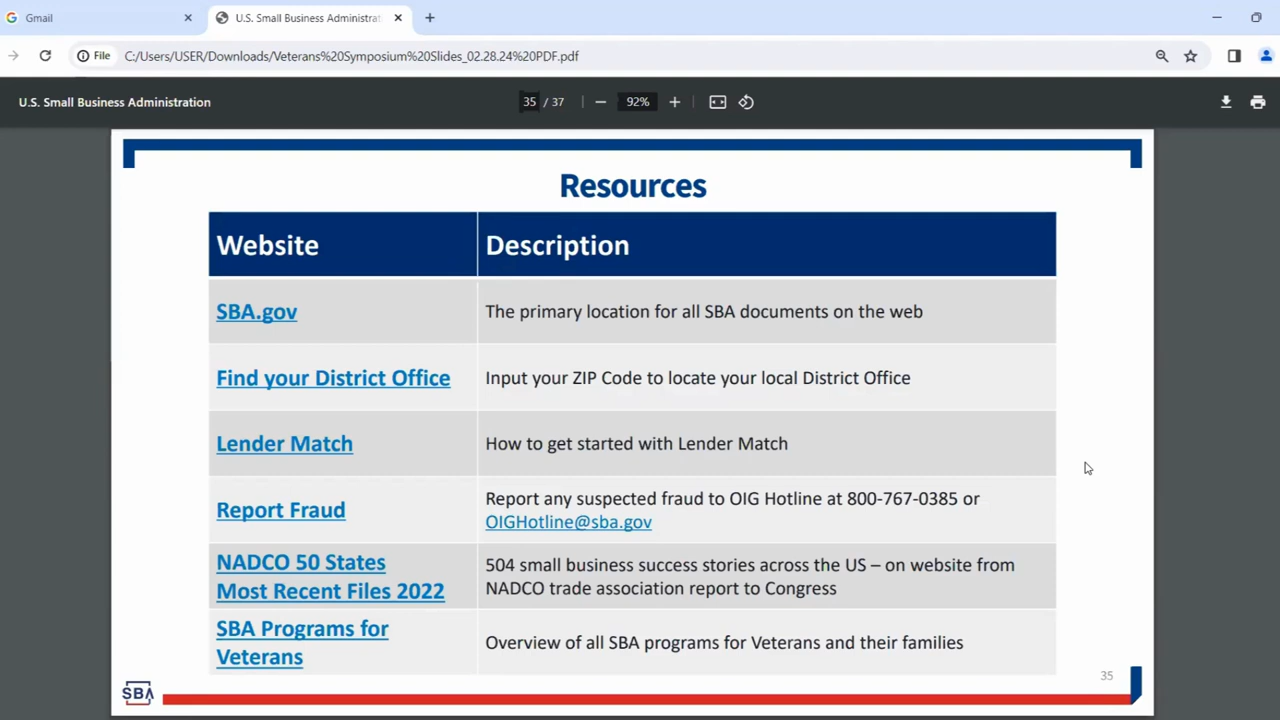 Gmail
U.S. Small Business Administrat
File
C:/Users/USER/Downloads/Veterans%20Symposium%20Slides_02.28.24%20PDF.pdf
U.S. Small Business Administration
35 / 37
92%
Resources
Website
Description
SBA.gov
The primary location for all SBA documents on the web
Find your District Office
Input your ZIP Code to locate your local District Office
Lender Match
How to get started with Lender Match
Report Fraud
Report any suspected fraud to OIG Hotline at 800-767-0385 or
OIGHotline@sba.gov
NADCO 50 States
Most Recent Files 2022
504 small business success stories across the US – on website from
NADCO trade association report to Congress
SBA Programs for
Veterans
Overview of all SBA programs for Veterans and their families
35
SBA